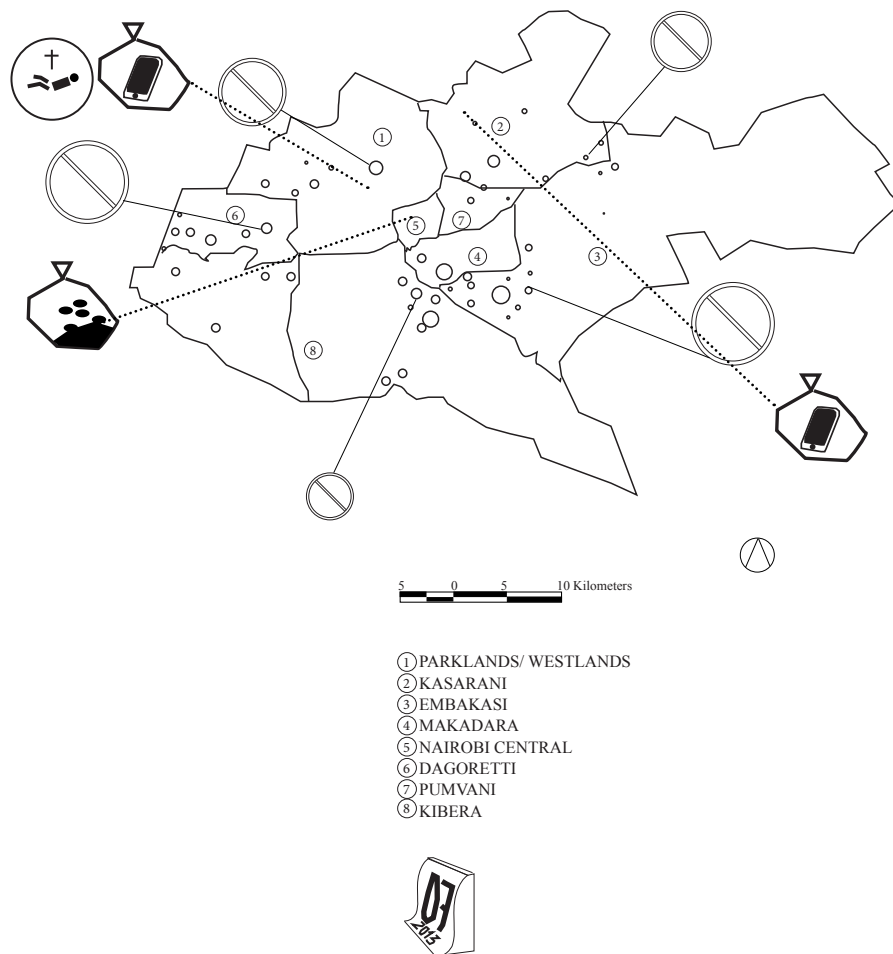 1
2
3
4
5
6
7
8
5 0 5 10 Kilometers
1 PARKLANDS/ WESTLANDS
2 KASARANI
3 EMBAKASI
4 MAKADARA
5 NAIROBI CENTRAL
6 DAGORETTI
7 PUMVANI
8 KIBERA
07
2013